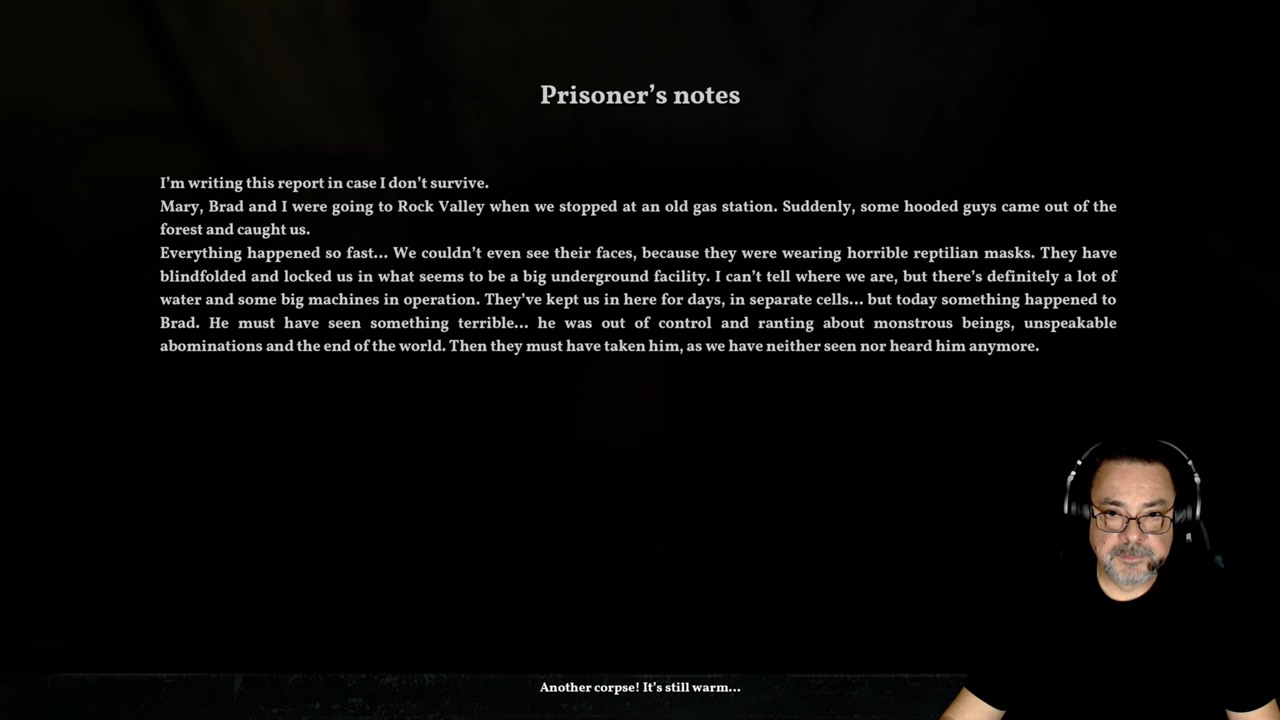 Prisoner's notes
I'm writing this report in case I don't survive.
Mary, Brad and I were going to Rock Valley when we stopped at an old gas station. Suddenly, some hooded guys came out of the
forest and caught us.
Everything happened so fast... We couldn't even see their faces, because they were wearing horrible reptilian masks. They have
blindfolded and locked us in what seems to be a big underground facility. I can't tell where we are, but there's definitely a lot of
water and some big machines in operation. They've kept us in here for days, in separate cells... but today something happened to
Brad. He must have seen something terrible... he was out of control and ranting about monstrous beings, unspeakable
abominations and the end of the world. Then they must have taken him, as we have neither seen nor heard him anymore.
Another corpse! It's still warm...